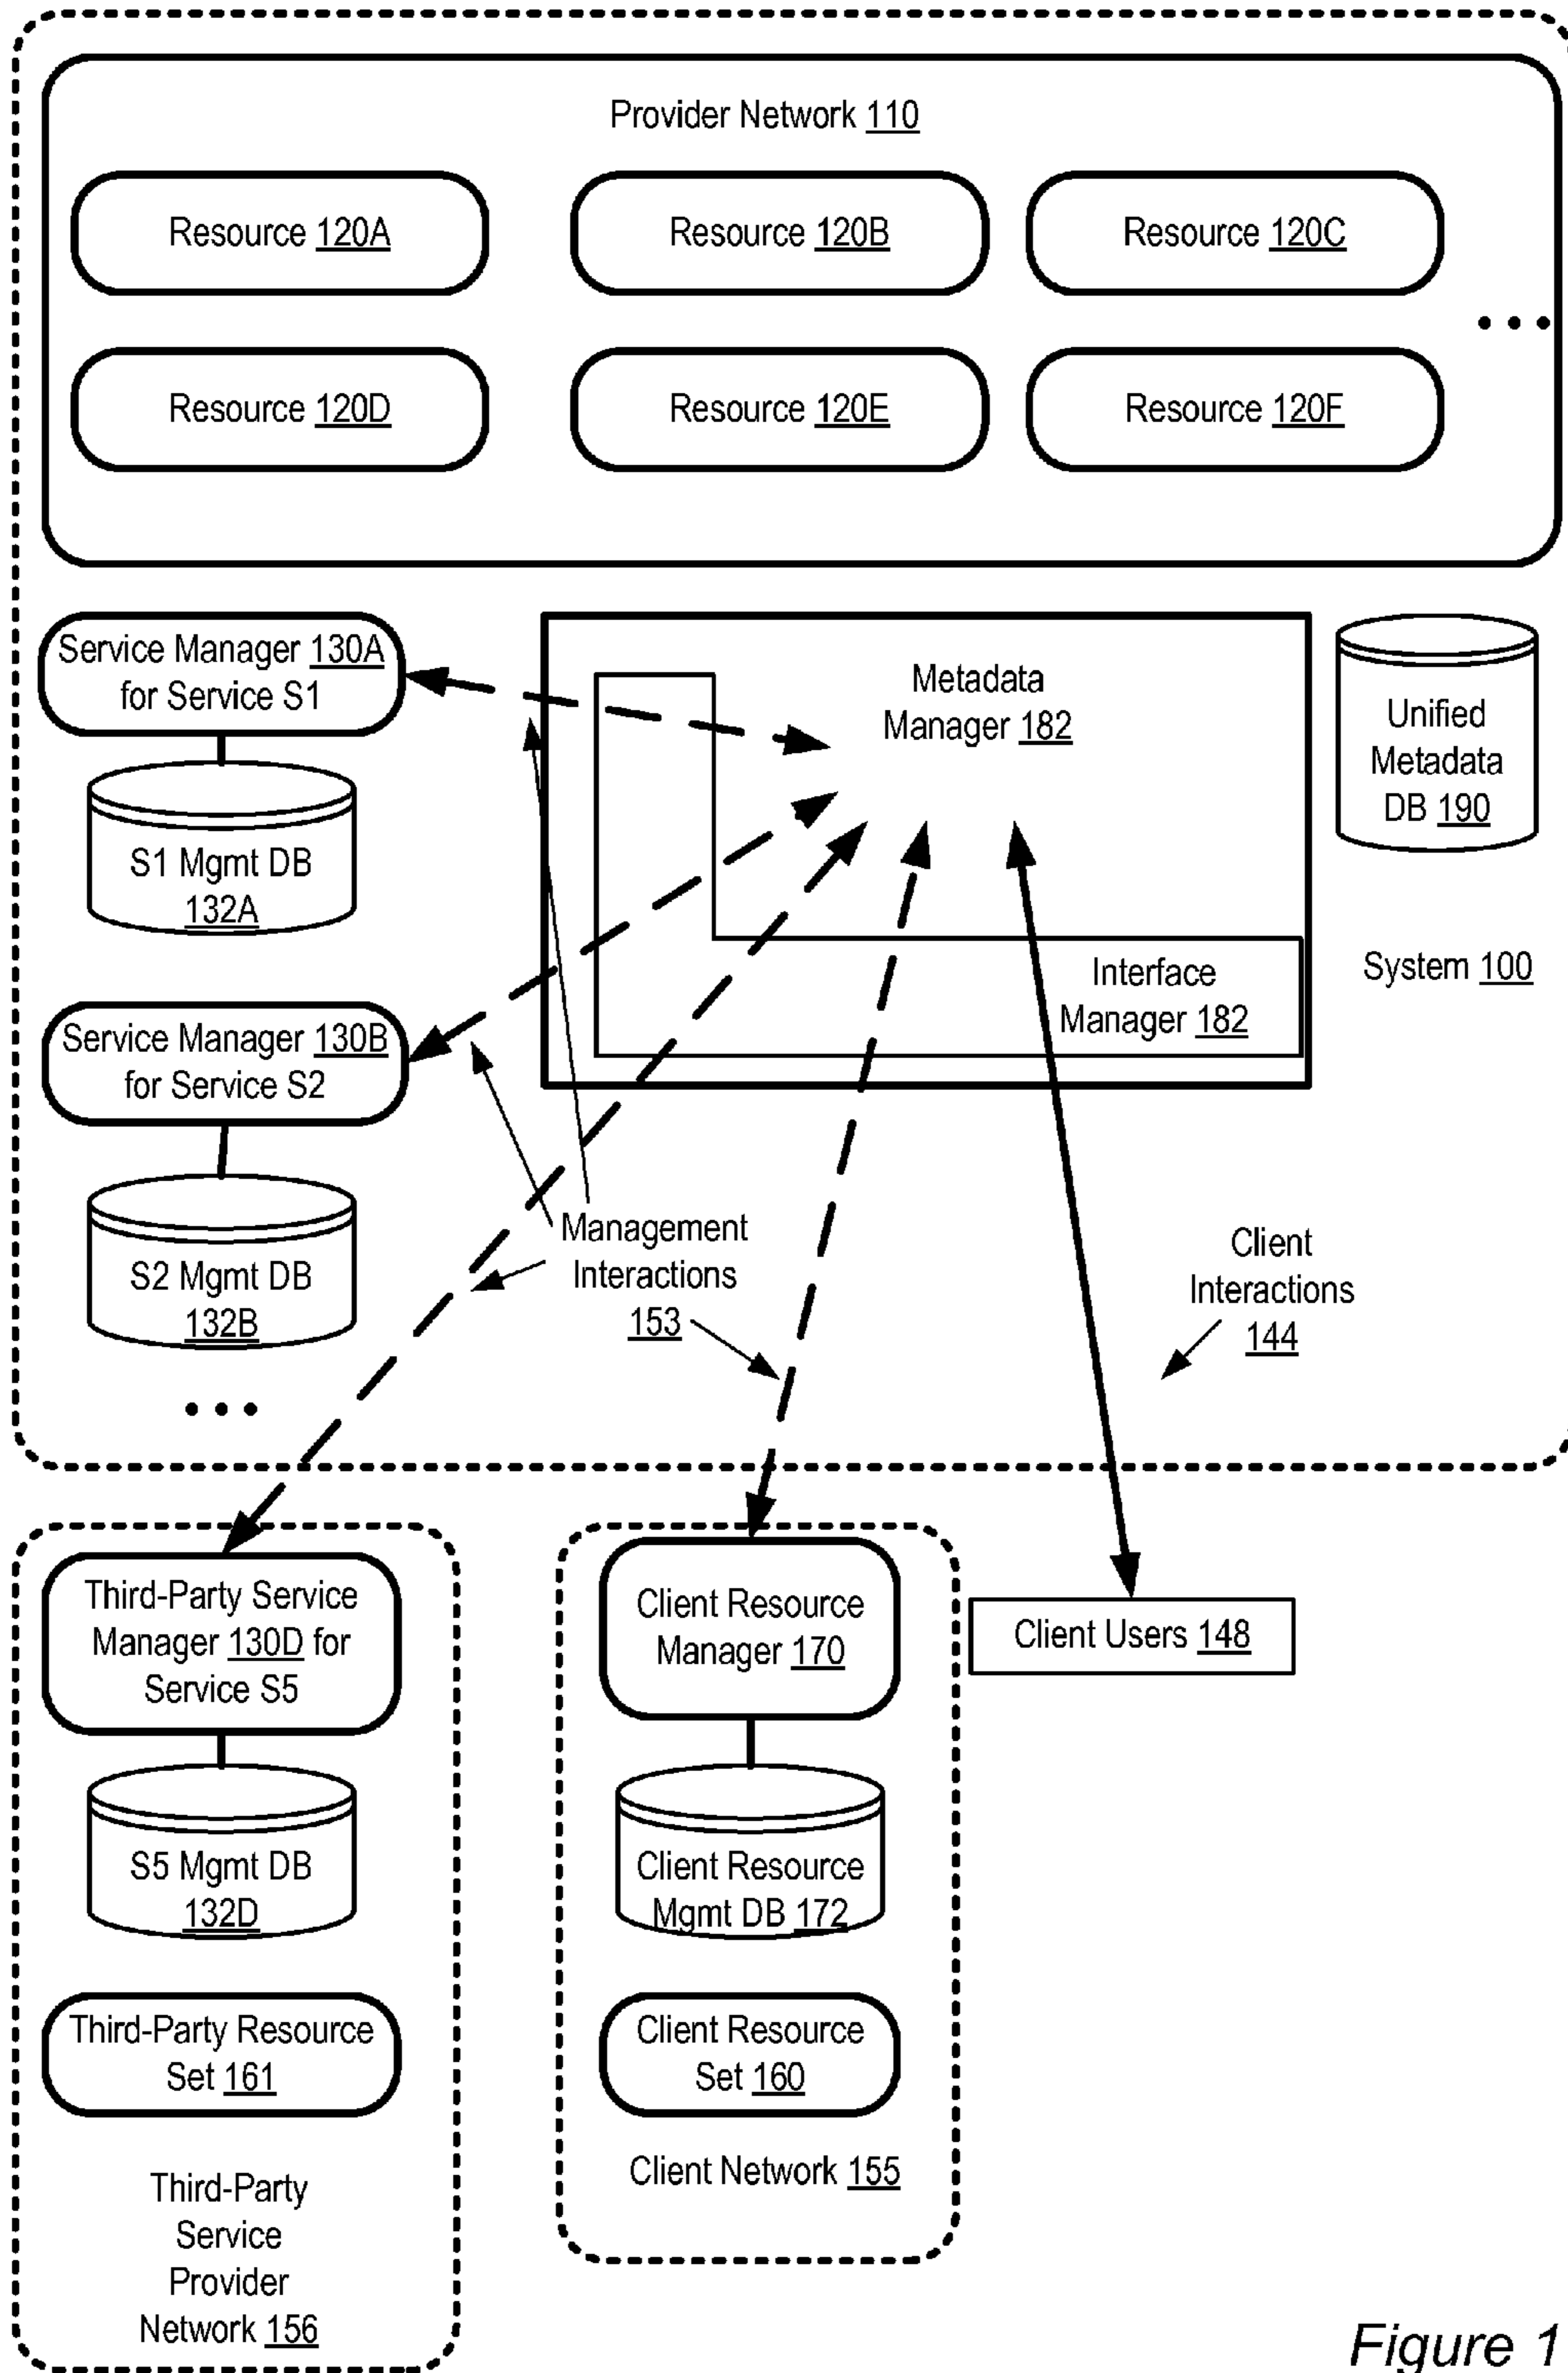 Provider Network 110
Resource 120A
Resource 120B
Resource 120C
Resource 120D
Resource 120E
Resource 120F
Service Manager 130A
for Service S1
S1 Mgmt DB
132A
Metadata
Manager 182
Unified
Metadata
DB 190
Interface
Manager 182
System 100
Service Manager 130B
for Service S2
S2 Mgmt DB
132B
Management
Interactions
153
Client
Interactions
144
Third-Party Service
Manager 130D for
Service S5
S5 Mgmt DB
132D
Third-Party Resource
Set 161
Third-Party
Service
Provider
Network 156
Client Resource
Manager 170
Client Resource
Mgmt DB 172
Client Resource
Set 160
Client Network 155
Client Users 148
Figure 1